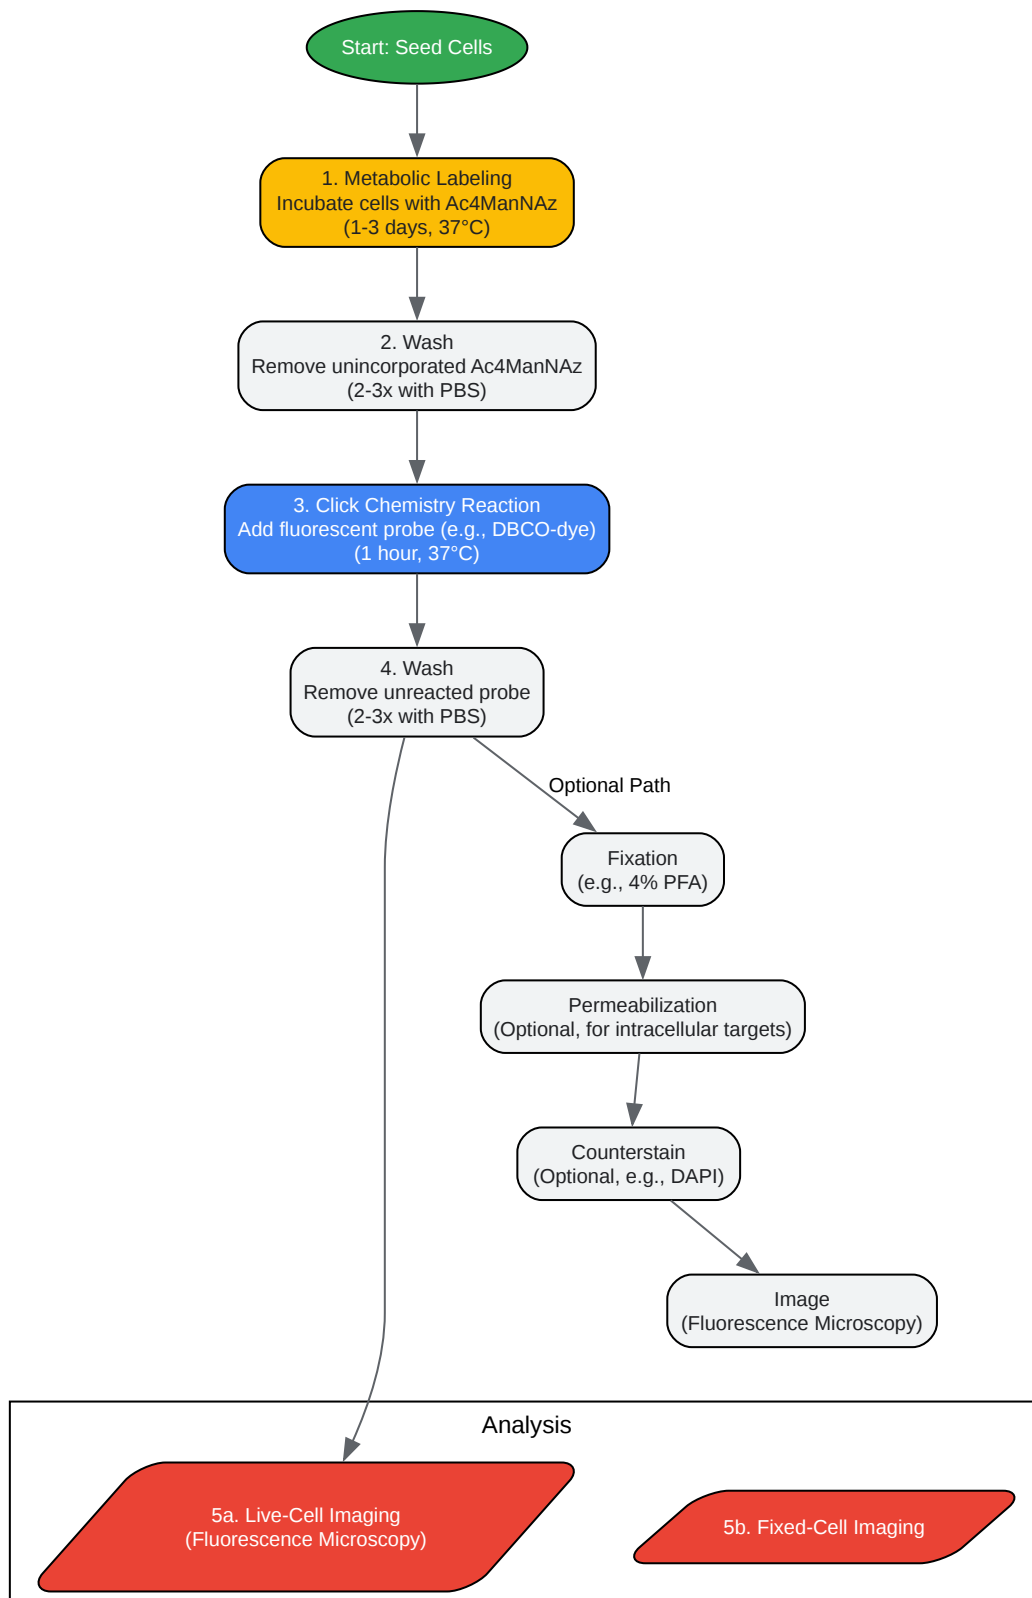 Start: Seed Cells
1. Metabolic Labeling
Incubate cells with Ac4ManNAz
(1-3 days, 37°C)
2. Wash
Remove unincorporated Ac4ManNAz
(2-3x with PBS)
3. Click Chemistry Reaction
Add fluorescent probe (e.g., DBCO-dye)
(1 hour, 37°C)
4. Wash
Remove unreacted probe
(2-3x with PBS)
Optional Path
Fixation
(e.g., 4% PFA)
Permeabilization
(Optional, for intracellular targets)
Counterstain
(Optional, e.g., DAPI)
Image
(Fluorescence Microscopy)
Analysis
5a. Live-Cell Imaging
(Fluorescence Microscopy)
5b. Fixed-Cell Imaging